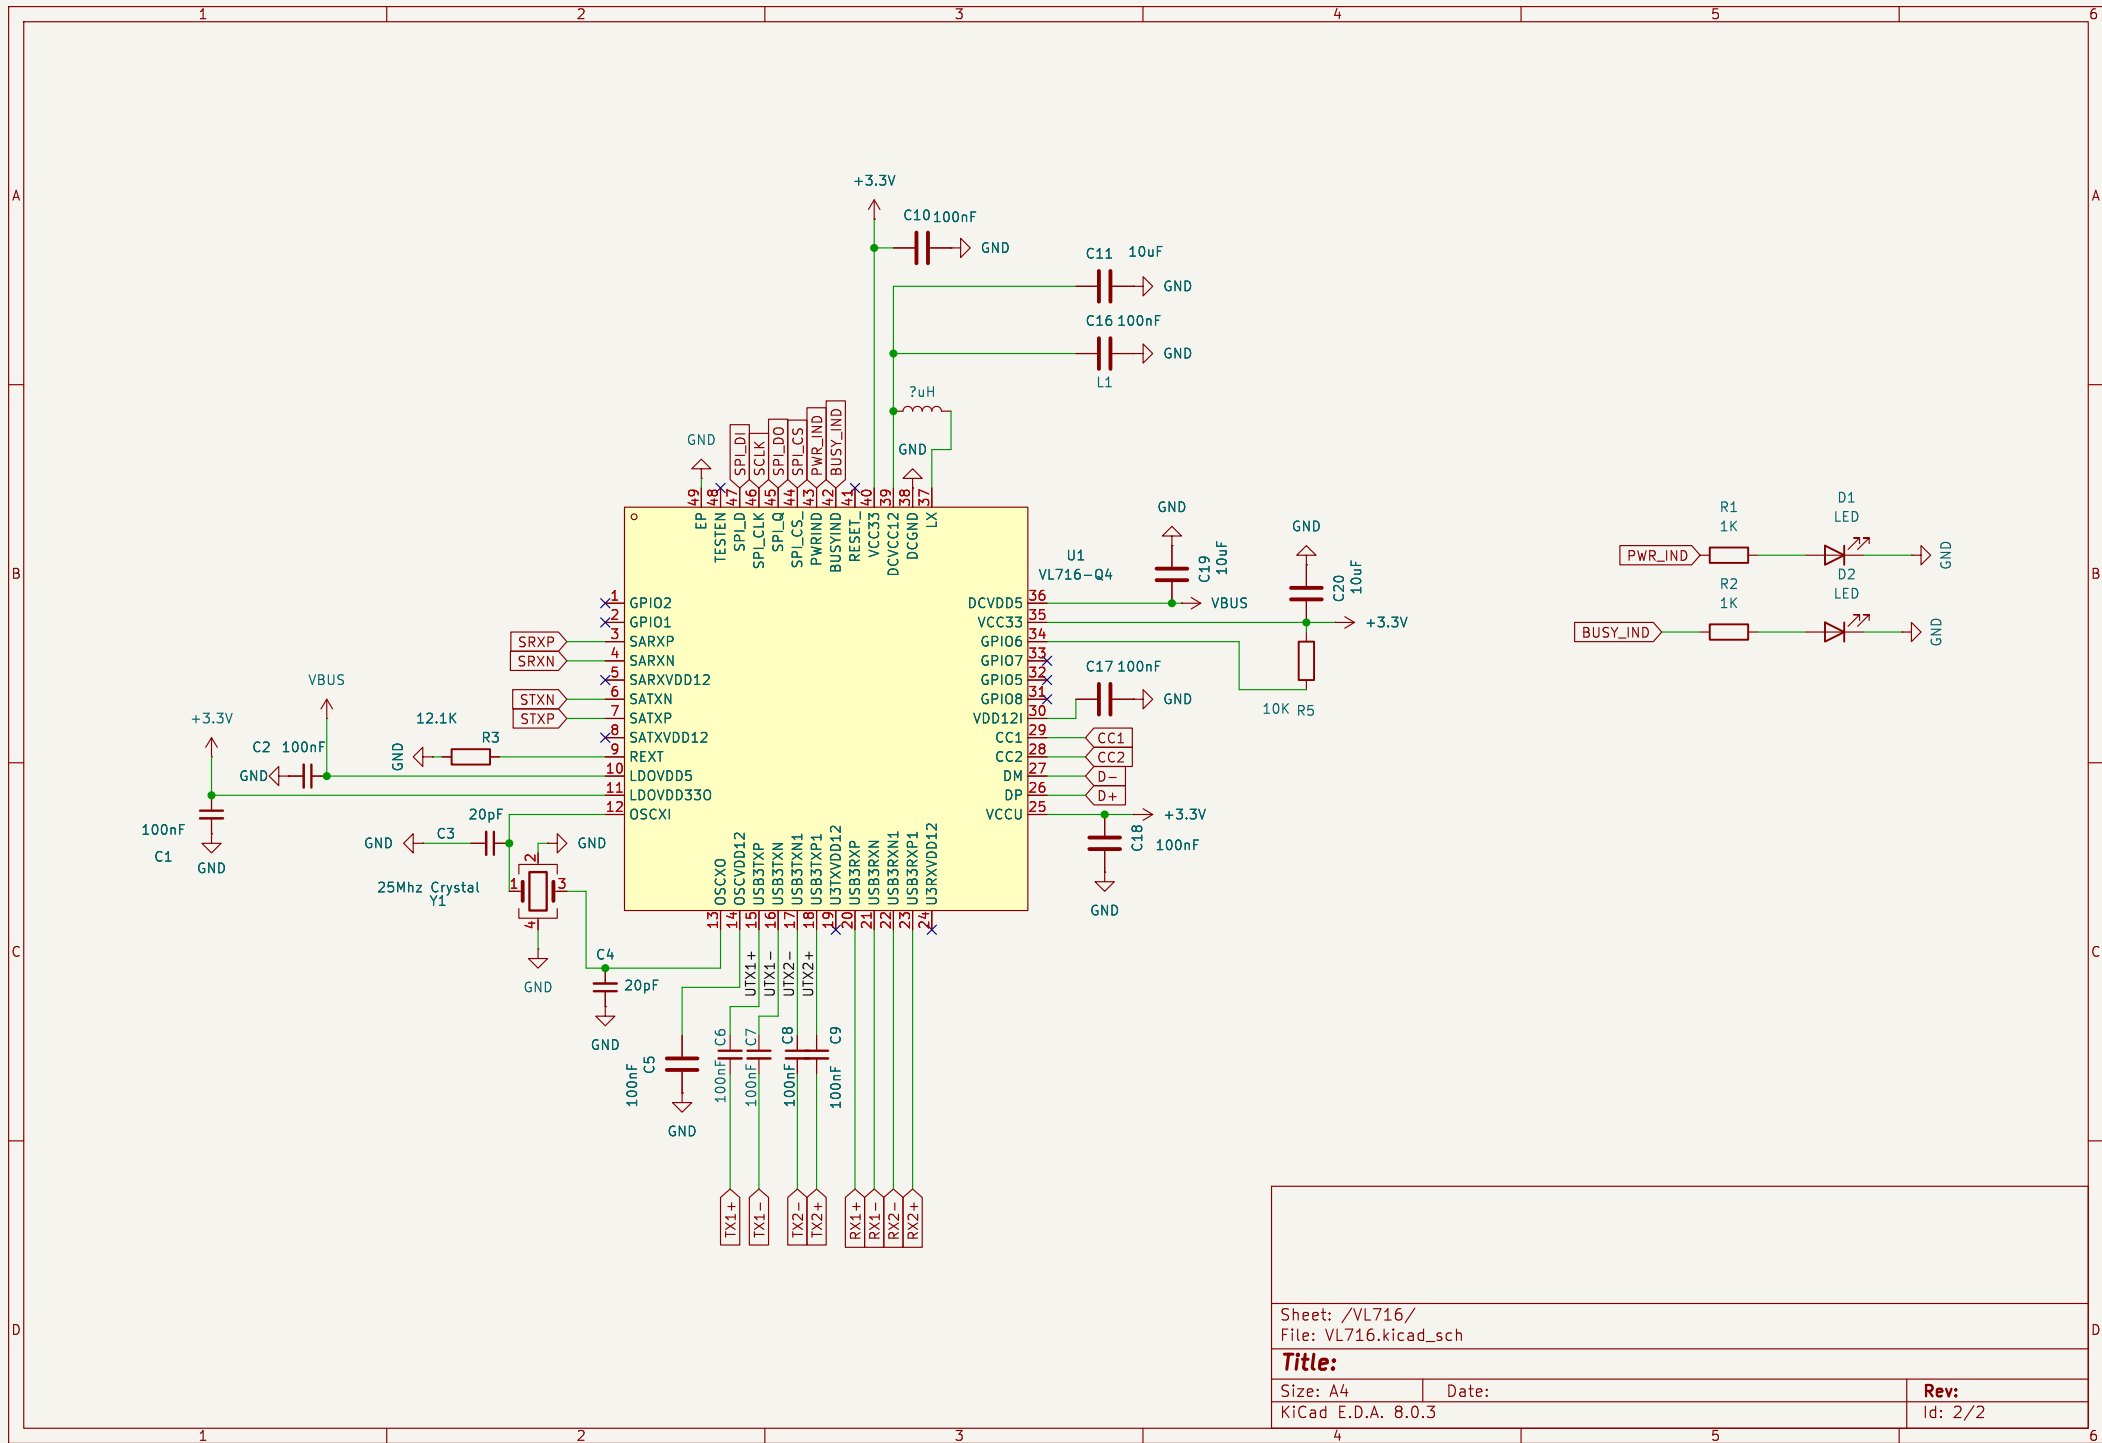 1 2 3 4 5 6
A A
+3.3V
C10 100nF
GND
C11 10uF
GND
C16 100nF
GND
L1
?uH
GND
GND
SPI_DI
SCLK
SPI_DO
SPI_CS
PWR_IND
BUSY_IND
49 48 47 46 45 44 43 42 41 40 39 38 37
EP
TESTEN
SPI_D
SPI_CLK
SPI_Q
SPI_CS_
PWRIND
BUSYIND
RESET_
VCC33
DCVCC12
DCGND
LX
U1
VL716-Q4
B B
1 GPIO2
2 GPIO1
SRXP 3 SARXP
SRXN 4 SARXN
5 SARXVDD12
STXN 6 SATXN
STXP 7 SATXP
8 SATXVDD12
9 REXT
10 LDOVDD5
11 LDOVDD33O
12 OSCXI
VBUS
+3.3V
12.1K
R3
GND
C2 100nF
GND
100nF
C1
GND
20pF
C3
GND
GND
25Mhz Crystal
Y1
1 2 3 4
GND
C4
20pF
GND
DCVDD5 36
VCC33 35
GPIO6 34
GPIO7 33
GPIO5 32
GPIO8 31
VDD12I 30
CC1 29 CC1
CC2 28 CC2
DM 27 D-
DP 26 D+
VCCU 25
GND
C19
10uF
VBUS
GND
C20
10uF
+3.3V
10K R5
C17 100nF
GND
+3.3V
C18
100nF
GND
R1
1K
D1
LED
PWR_IND
GND
R2
1K
D2
LED
BUSY_IND
GND
OSCXO
OSCVDD12
USB3TXP
USB3TXN
USB3TXN1
USB3TXP1
U3TXVDD12
USB3RXP
USB3RXN
USB3RXN1
USB3RXP1
U3RXVDD12
13 14 15 16 17 18 19 20 21 22 23 24
C C
UTX1+
UTX1-
UTX2-
UTX2+
C5
100nF
GND
C6
100nF
C7
100nF
C8
100nF
C9
100nF
TX1+
TX1-
TX2-
TX2+
RX1+
RX1-
RX2-
RX2+
D D
Sheet: /VL716/
File: VL716.kicad_sch
Title:
Size: A4 Date: Rev:
KiCad E.D.A. 8.0.3 Id: 2/2
1 2 3 4 5 6